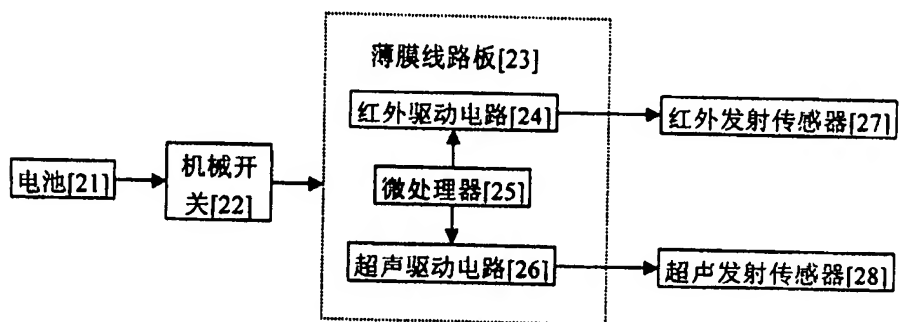 薄膜线路板[23]
红外驱动电路[24]
红外发射传感器[27]
电池[21]
机械开
关[22]
微处理器[25]
超声驱动电路[26]
超声发射传感器[28]